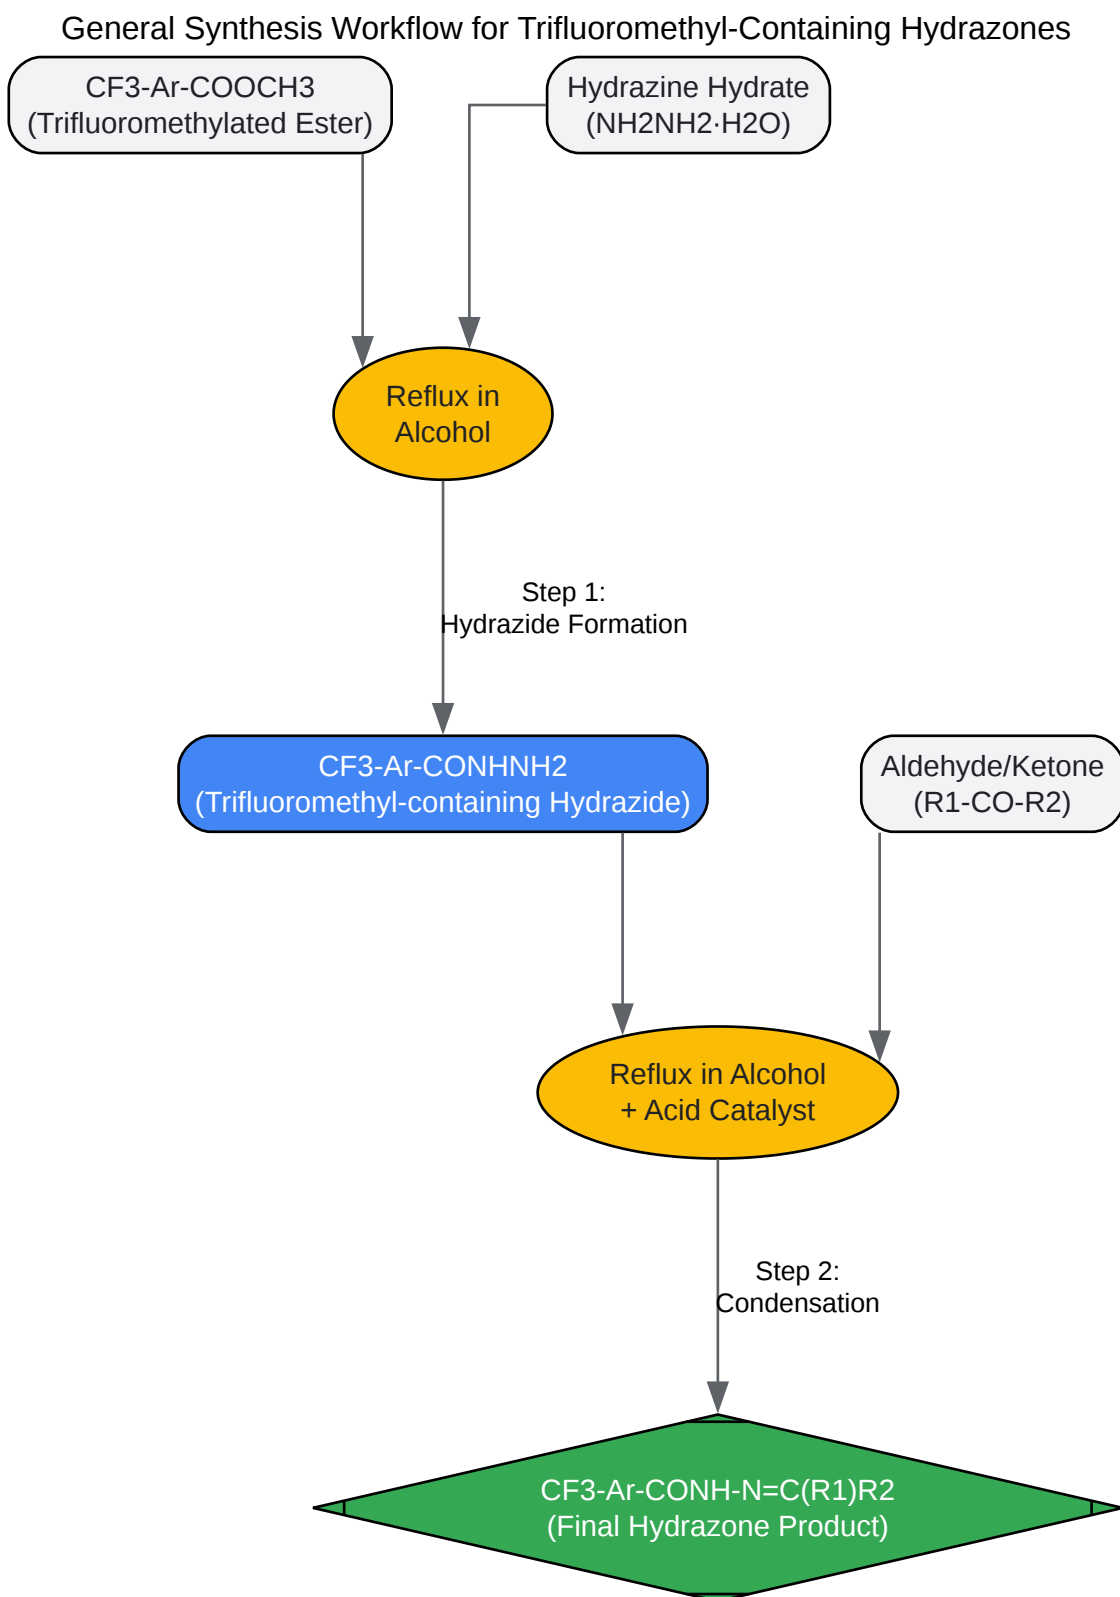 General Synthesis Workflow for Trifluoromethyl-Containing Hydrazones
CF3-Ar-COOCH3
(Trifluoromethylated Ester)
Hydrazine Hydrate
(NH2NH2·H2O)
Reflux in
Alcohol
Step 1:
Hydrazide Formation
CF3-Ar-CONHNH2
(Trifluoromethyl-containing Hydrazide)
Aldehyde/Ketone
(R1-CO-R2)
Reflux in Alcohol
+ Acid Catalyst
Step 2:
Condensation
CF3-Ar-CONH-N=C(R1)R2
(Final Hydrazone Product)